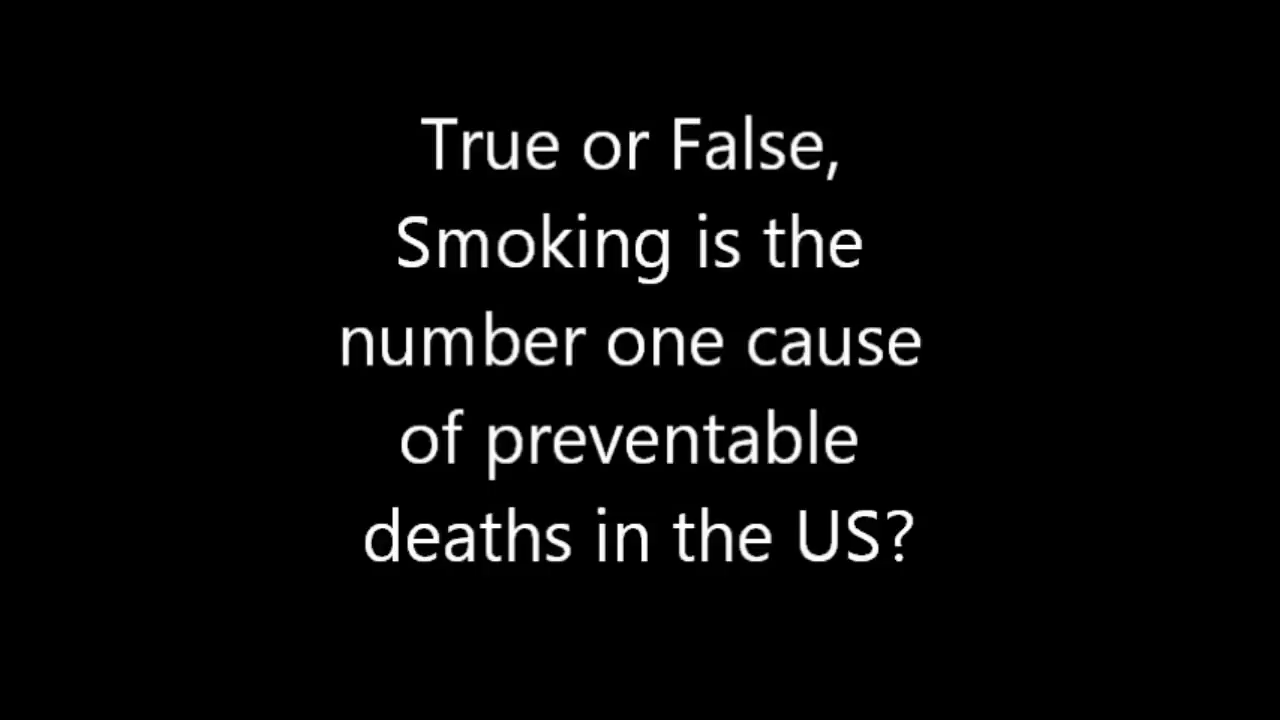 True or False,
Smoking is the
number one cause
of preventable
deaths in the US?